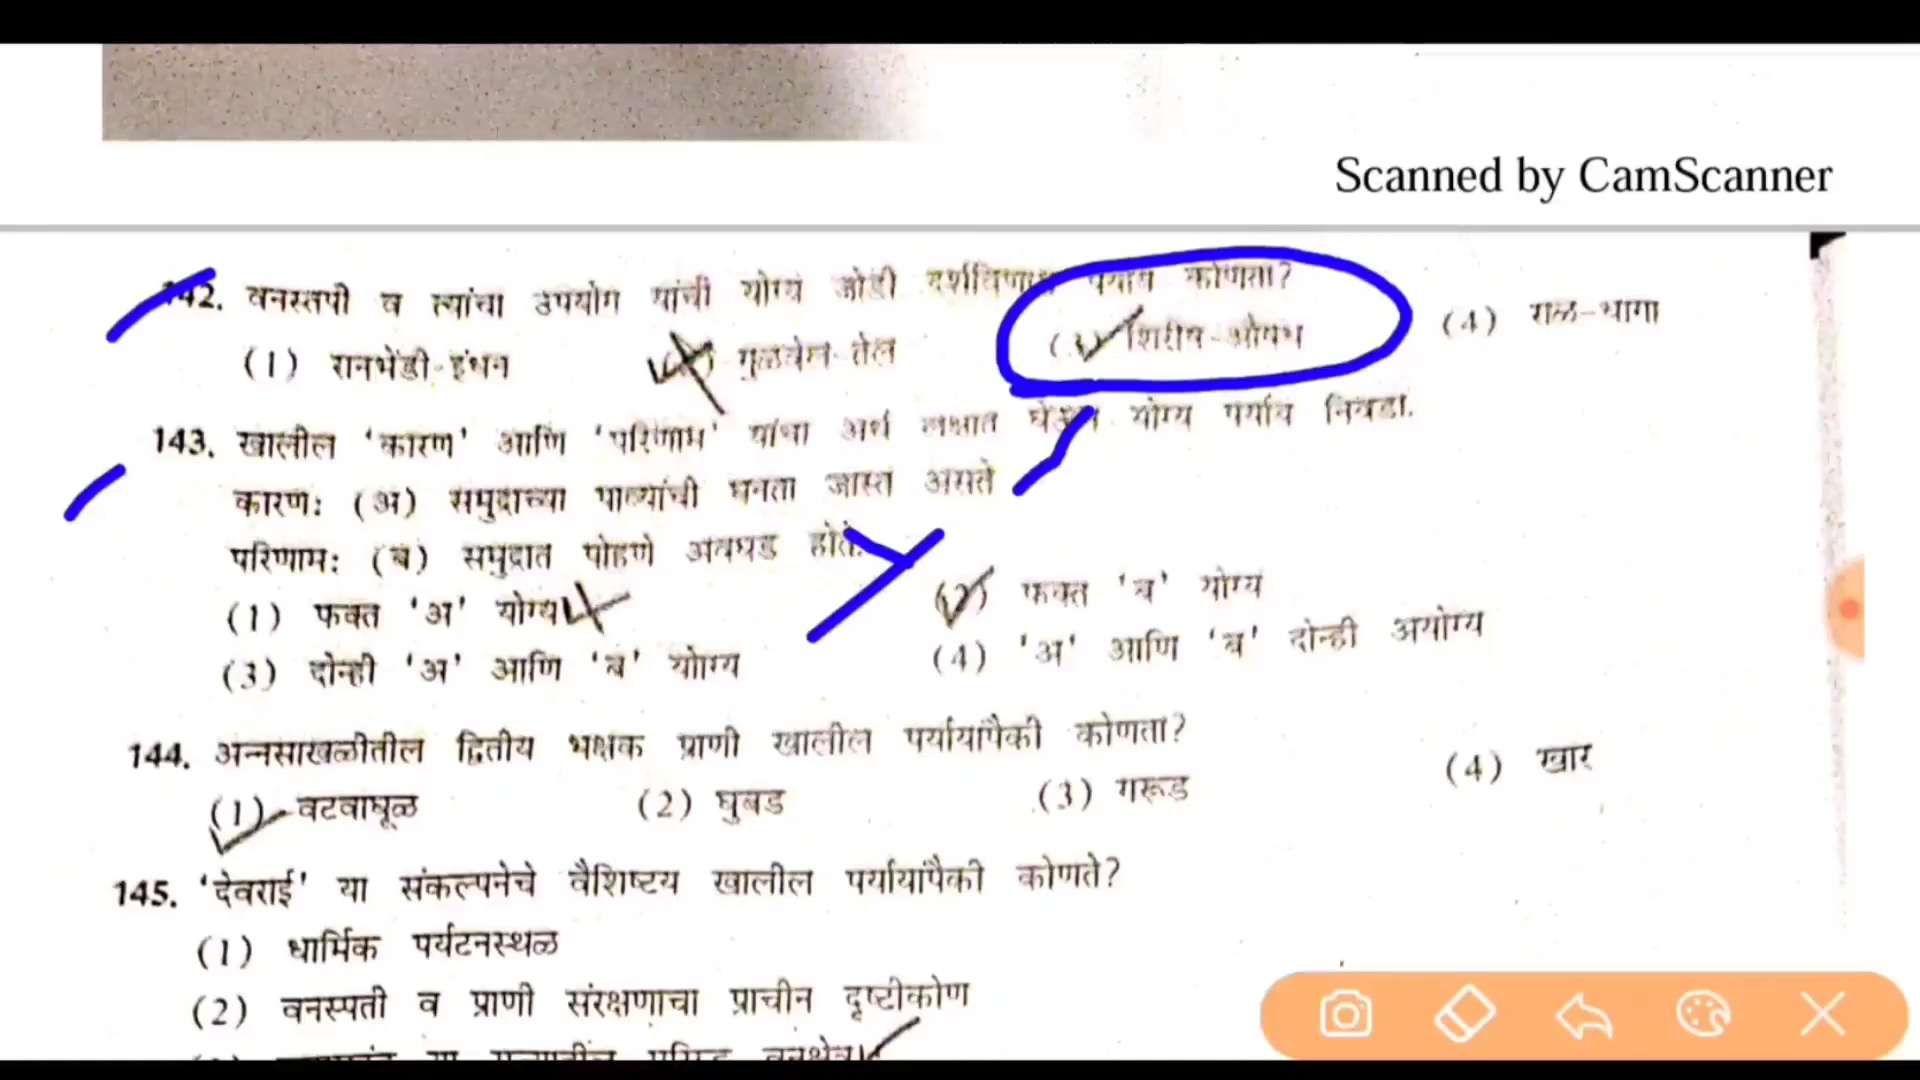 Scanned by CamScanner
142. वनस्तपी व त्यांचा उपयोग यांची योग्य जोडी दर्शविणारा पर्याय कोणता?
(1) रानभेंडी-इंधन गुळवेल-तेल शिरीष-औषध (4) राळ-धागा
143. खालील 'कारण' आणि 'परिणाम' यांचा अर्थ लक्षात घेऊन योग्य पर्याय निवडा.
कारण: (अ) समुद्राच्या पाण्यांची घनता जास्त असते
परिणाम: (ब) समुद्रात पोहणे अवघड होते.
(1) फक्त 'अ' योग्य (2) फक्त 'ब' योग्य
(3) दोन्ही 'अ' आणि 'ब' योग्य (4) 'अ' आणि 'ब' दोन्ही अयोग्य
144. अन्नसाखळीतील द्वितीय भक्षक प्राणी खालील पर्यायांपैकी कोणता?
(1) वटवाघूळ (2) घुबड (3) गरूड (4) खार
145. 'देवराई' या संकल्पनेचे वैशिष्टय खालील पर्यायांपैकी कोणते?
(1) धार्मिक पर्यटनस्थळ
(2) वनस्पती व प्राणी संरक्षणाचा प्राचीन दृष्टीकोण